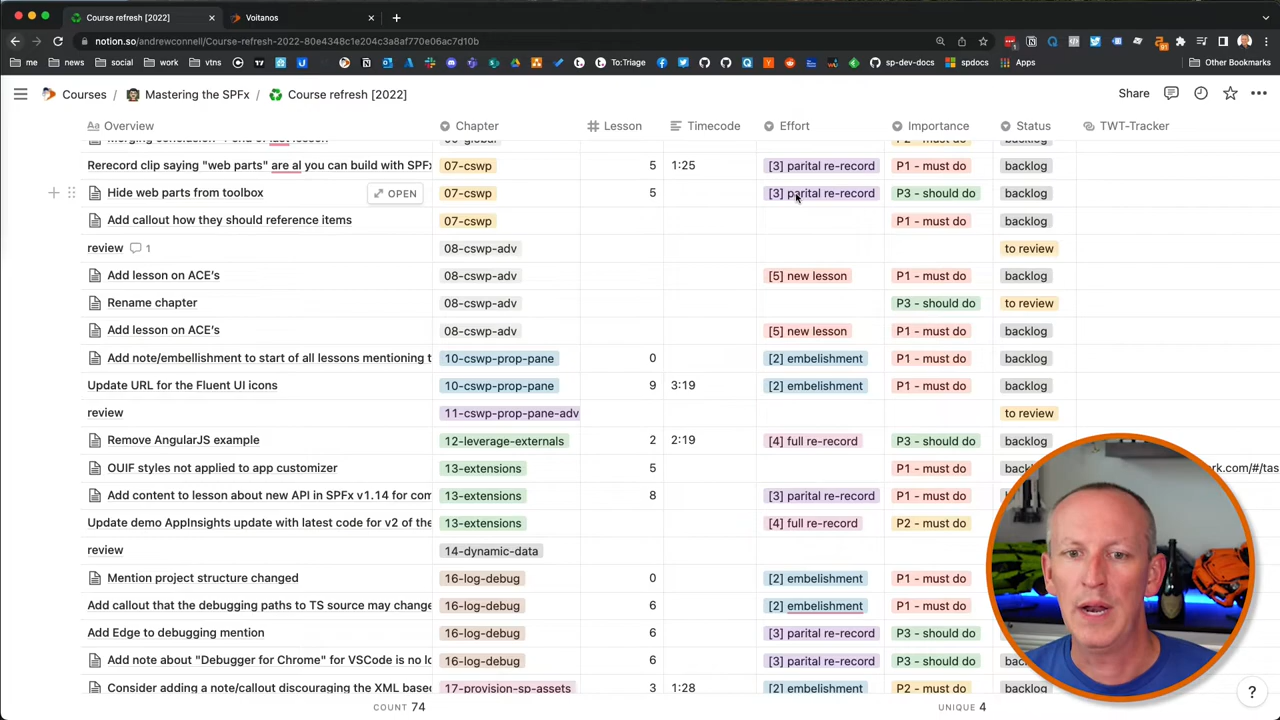 Course refresh [2022] × Voitanos × +
notion.so/andrewconnell/Course-refresh-2022-80e4348c1e204c3a8af770e06ac7d10b
me news social work vtns To:Triage sp-dev-docs spdocs Apps Other Bookmarks
Courses / Mastering the SPFx / Course refresh [2022] Share
Aa Overview Chapter # Lesson Timecode Effort Importance Status TWT-Tracker
Rerecord clip saying "web parts" are al you can build with SPFx 07-cswp 5 1:25 [3] parital re-record P1 - must do backlog
Hide web parts from toolbox OPEN 07-cswp 5 [3] parital re-record P3 - should do backlog
Add callout how they should reference items 07-cswp P1 - must do backlog
review 1 08-cswp-adv to review
Add lesson on ACE's 08-cswp-adv [5] new lesson P1 - must do backlog
Rename chapter 08-cswp-adv P3 - should do to review
Add lesson on ACE's 08-cswp-adv [5] new lesson P1 - must do backlog
Add note/embellishment to start of all lessons mentioning t 10-cswp-prop-pane 0 [2] embelishment P1 - must do backlog
Update URL for the Fluent UI icons 10-cswp-prop-pane 9 3:19 [2] embelishment P1 - must do backlog
review 11-cswp-prop-pane-adv to review
Remove AngularJS example 12-leverage-externals 2 2:19 [4] full re-record P3 - should do backlog
OUIF styles not applied to app customizer 13-extensions 5 P1 - must do back rk.com/#/tas
Add content to lesson about new API in SPFx v1.14 for com 13-extensions 8 [3] parital re-record P1 - must do
Update demo AppInsights update with latest code for v2 of the 13-extensions [4] full re-record P2 - must do
review 14-dynamic-data
Mention project structure changed 16-log-debug 0 [2] embelishment P1 - must do
Add callout that the debugging paths to TS source may change 16-log-debug 6 [2] embelishment P1 - must do
Add Edge to debugging mention 16-log-debug 6 [3] parital re-record P3 - should do
Add note about "Debugger for Chrome" for VSCode is no lo 16-log-debug 6 [3] parital re-record P3 - should do
Consider adding a note/callout discouraging the XML base 17-provision-sp-assets 3 1:28 [2] embelishment P2 - must do backlog
COUNT 74 UNIQUE 4